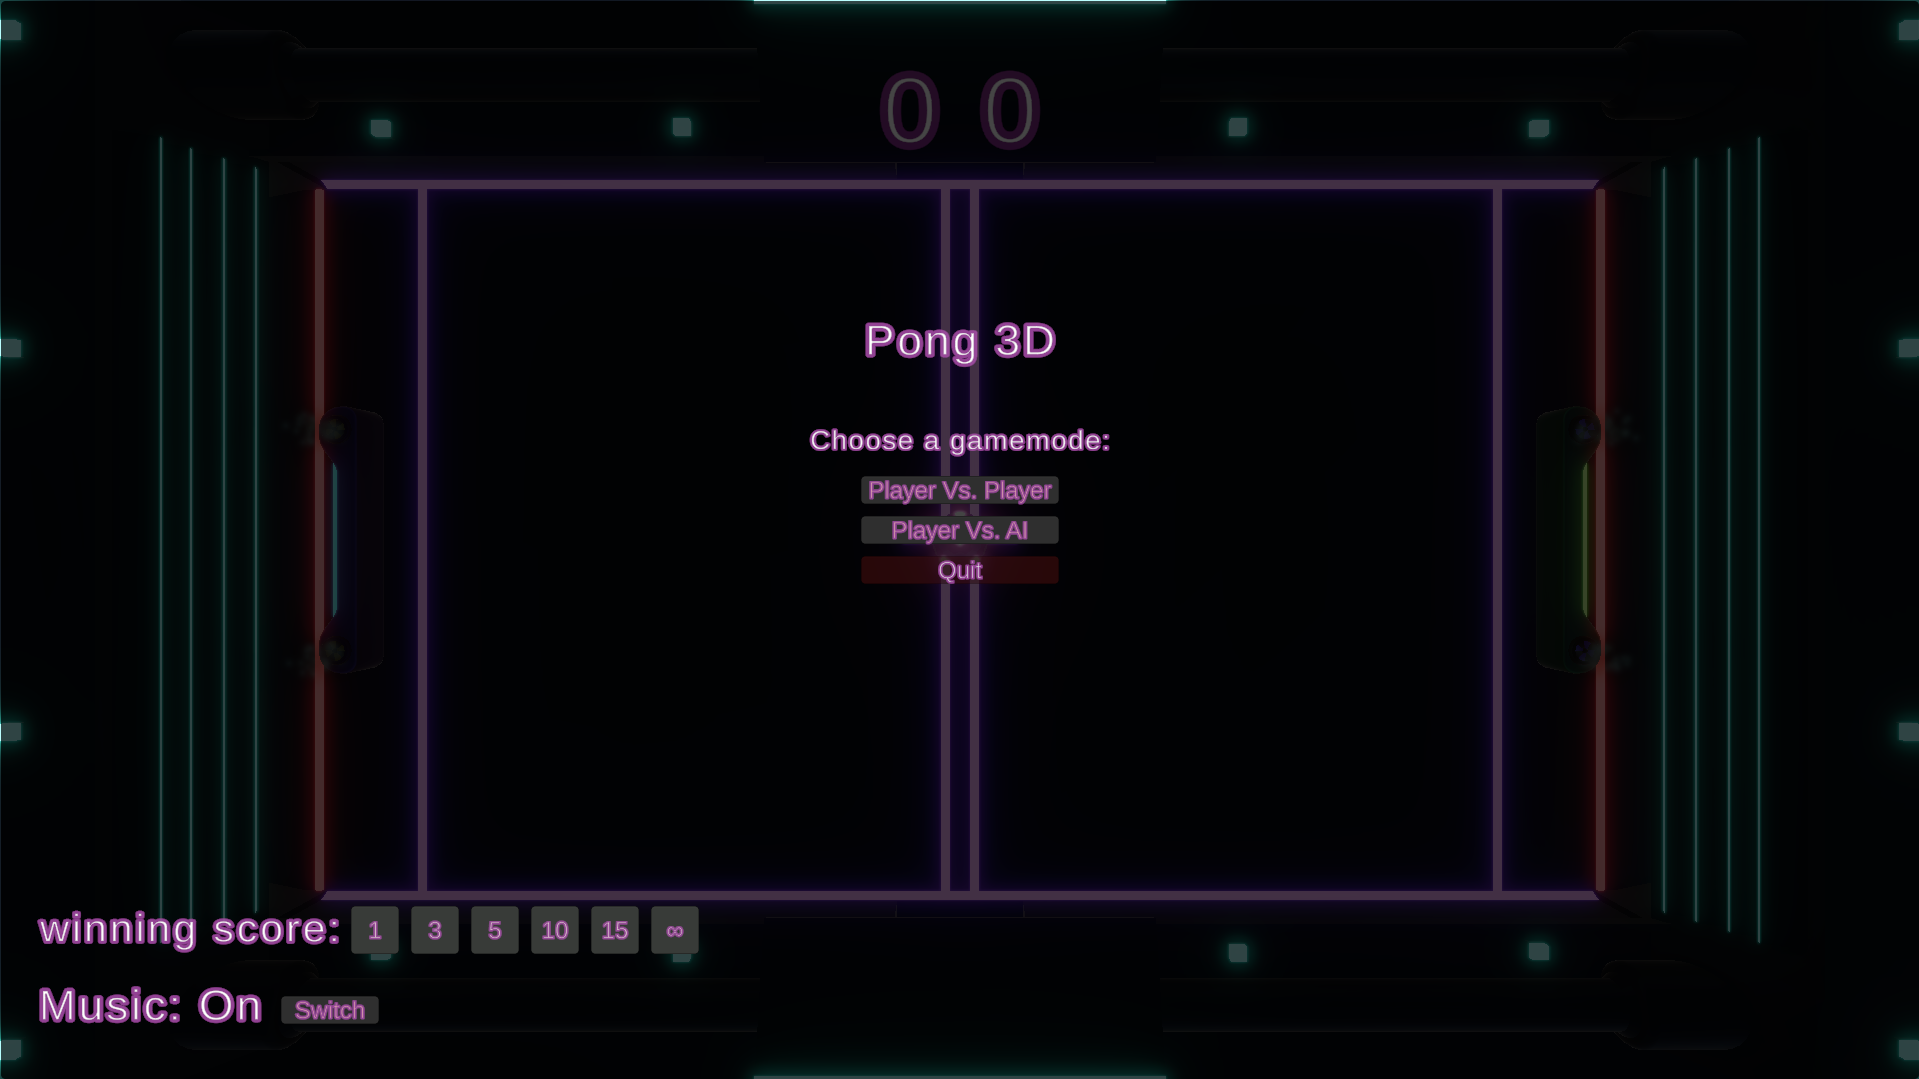 0 0
Pong 3D
Choose a gamemode:
Player Vs. Player
Player Vs. AI
Quit
winning score: 1 3 5 10 15 ∞
Music: On Switch